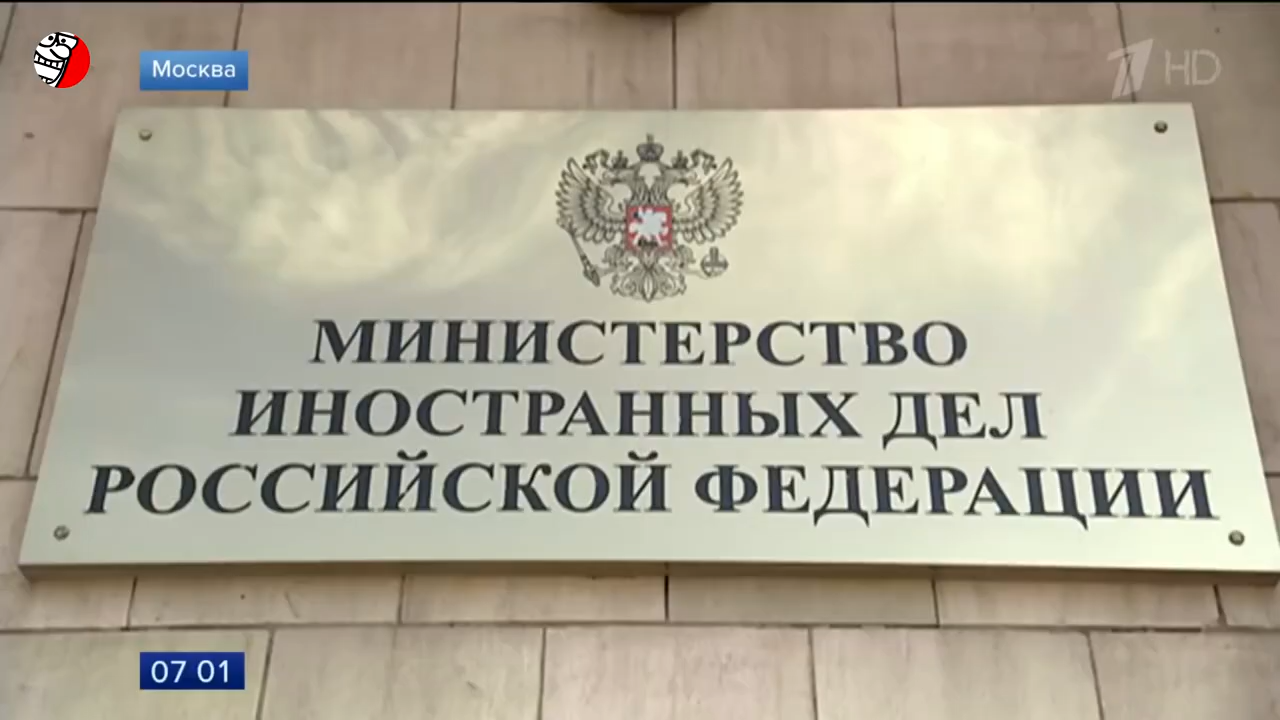 Москва
1 HD
МИНИСТЕРСТВО
ИНОСТРАННЫХ ДЕЛ
РОССИЙСКОЙ ФЕДЕРАЦИИ
07 01